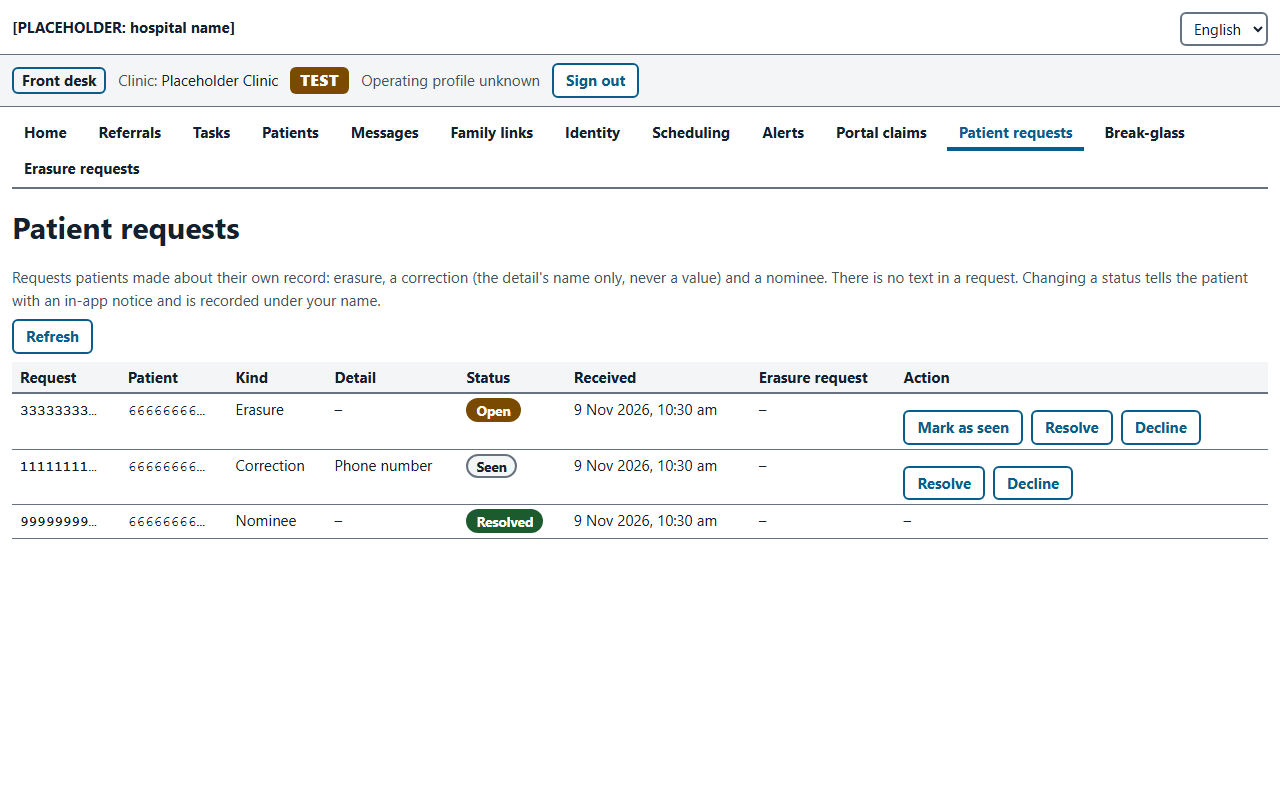 [PLACEHOLDER: hospital name]
English
Front desk Clinic: Placeholder Clinic TEST Operating profile unknown Sign out
Home Referrals Tasks Patients Messages Family links Identity Scheduling Alerts Portal claims Patient requests Break-glass
Erasure requests
Patient requests
Requests patients made about their own record: erasure, a correction (the detail's name only, never a value) and a nominee. There is no text in a request. Changing a status tells the patient
with an in-app notice and is recorded under your name.
Refresh
Request Patient Kind Detail Status Received Erasure request Action
33333333… 66666666… Erasure – Open 9 Nov 2026, 10:30 am – Mark as seen Resolve Decline
11111111… 66666666… Correction Phone number Seen 9 Nov 2026, 10:30 am – Resolve Decline
99999999… 66666666… Nominee – Resolved 9 Nov 2026, 10:30 am – –